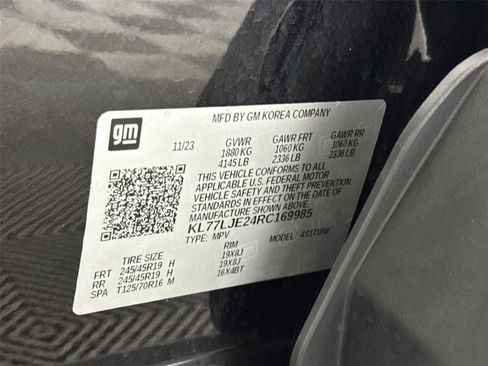 MFD BY GM KOREA COMPANY
gm
11/23 GVWR GAWR FRT GAWR RR
1880 KG 1060 KG 1060 KG
4145 LB 2336 LB 2336 LB
THIS VEHICLE CONFORMS TO ALL
APPLICABLE U.S. FEDERAL MOTOR
VEHICLE SAFETY AND THEFT PREVENTION
STANDARDS IN EFFECT ON THE DATE OF
MANUFACTURE SHOWN ABOVE.
KL77LJE24RC169985
TYPE: MPV MODEL: 4S1TU58
TIRE SIZE RIM
FRT 245/45R19 H 19X8J
RR 245/45R19 H 19X8J
SPA T125/70R16 M 16X4BT